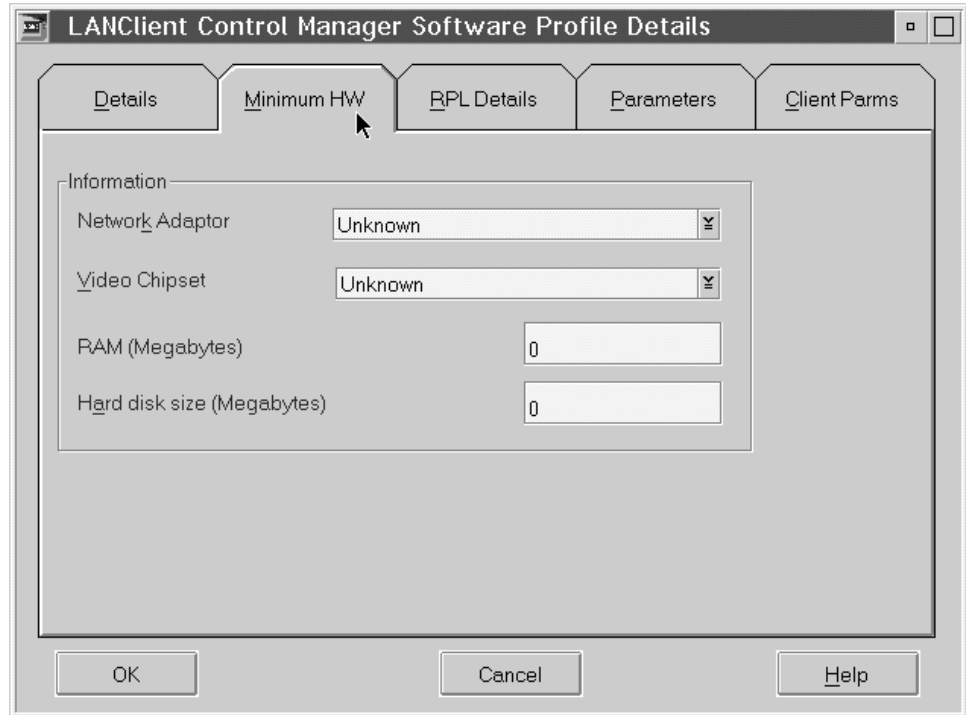 LANClient Control Manager Software Profile Details
Details Minimum HW RPL Details Parameters Client Parms
Information
Network Adaptor Unknown
Video Chipset Unknown
RAM (Megabytes) 0
Hard disk size (Megabytes) 0
OK Cancel Help